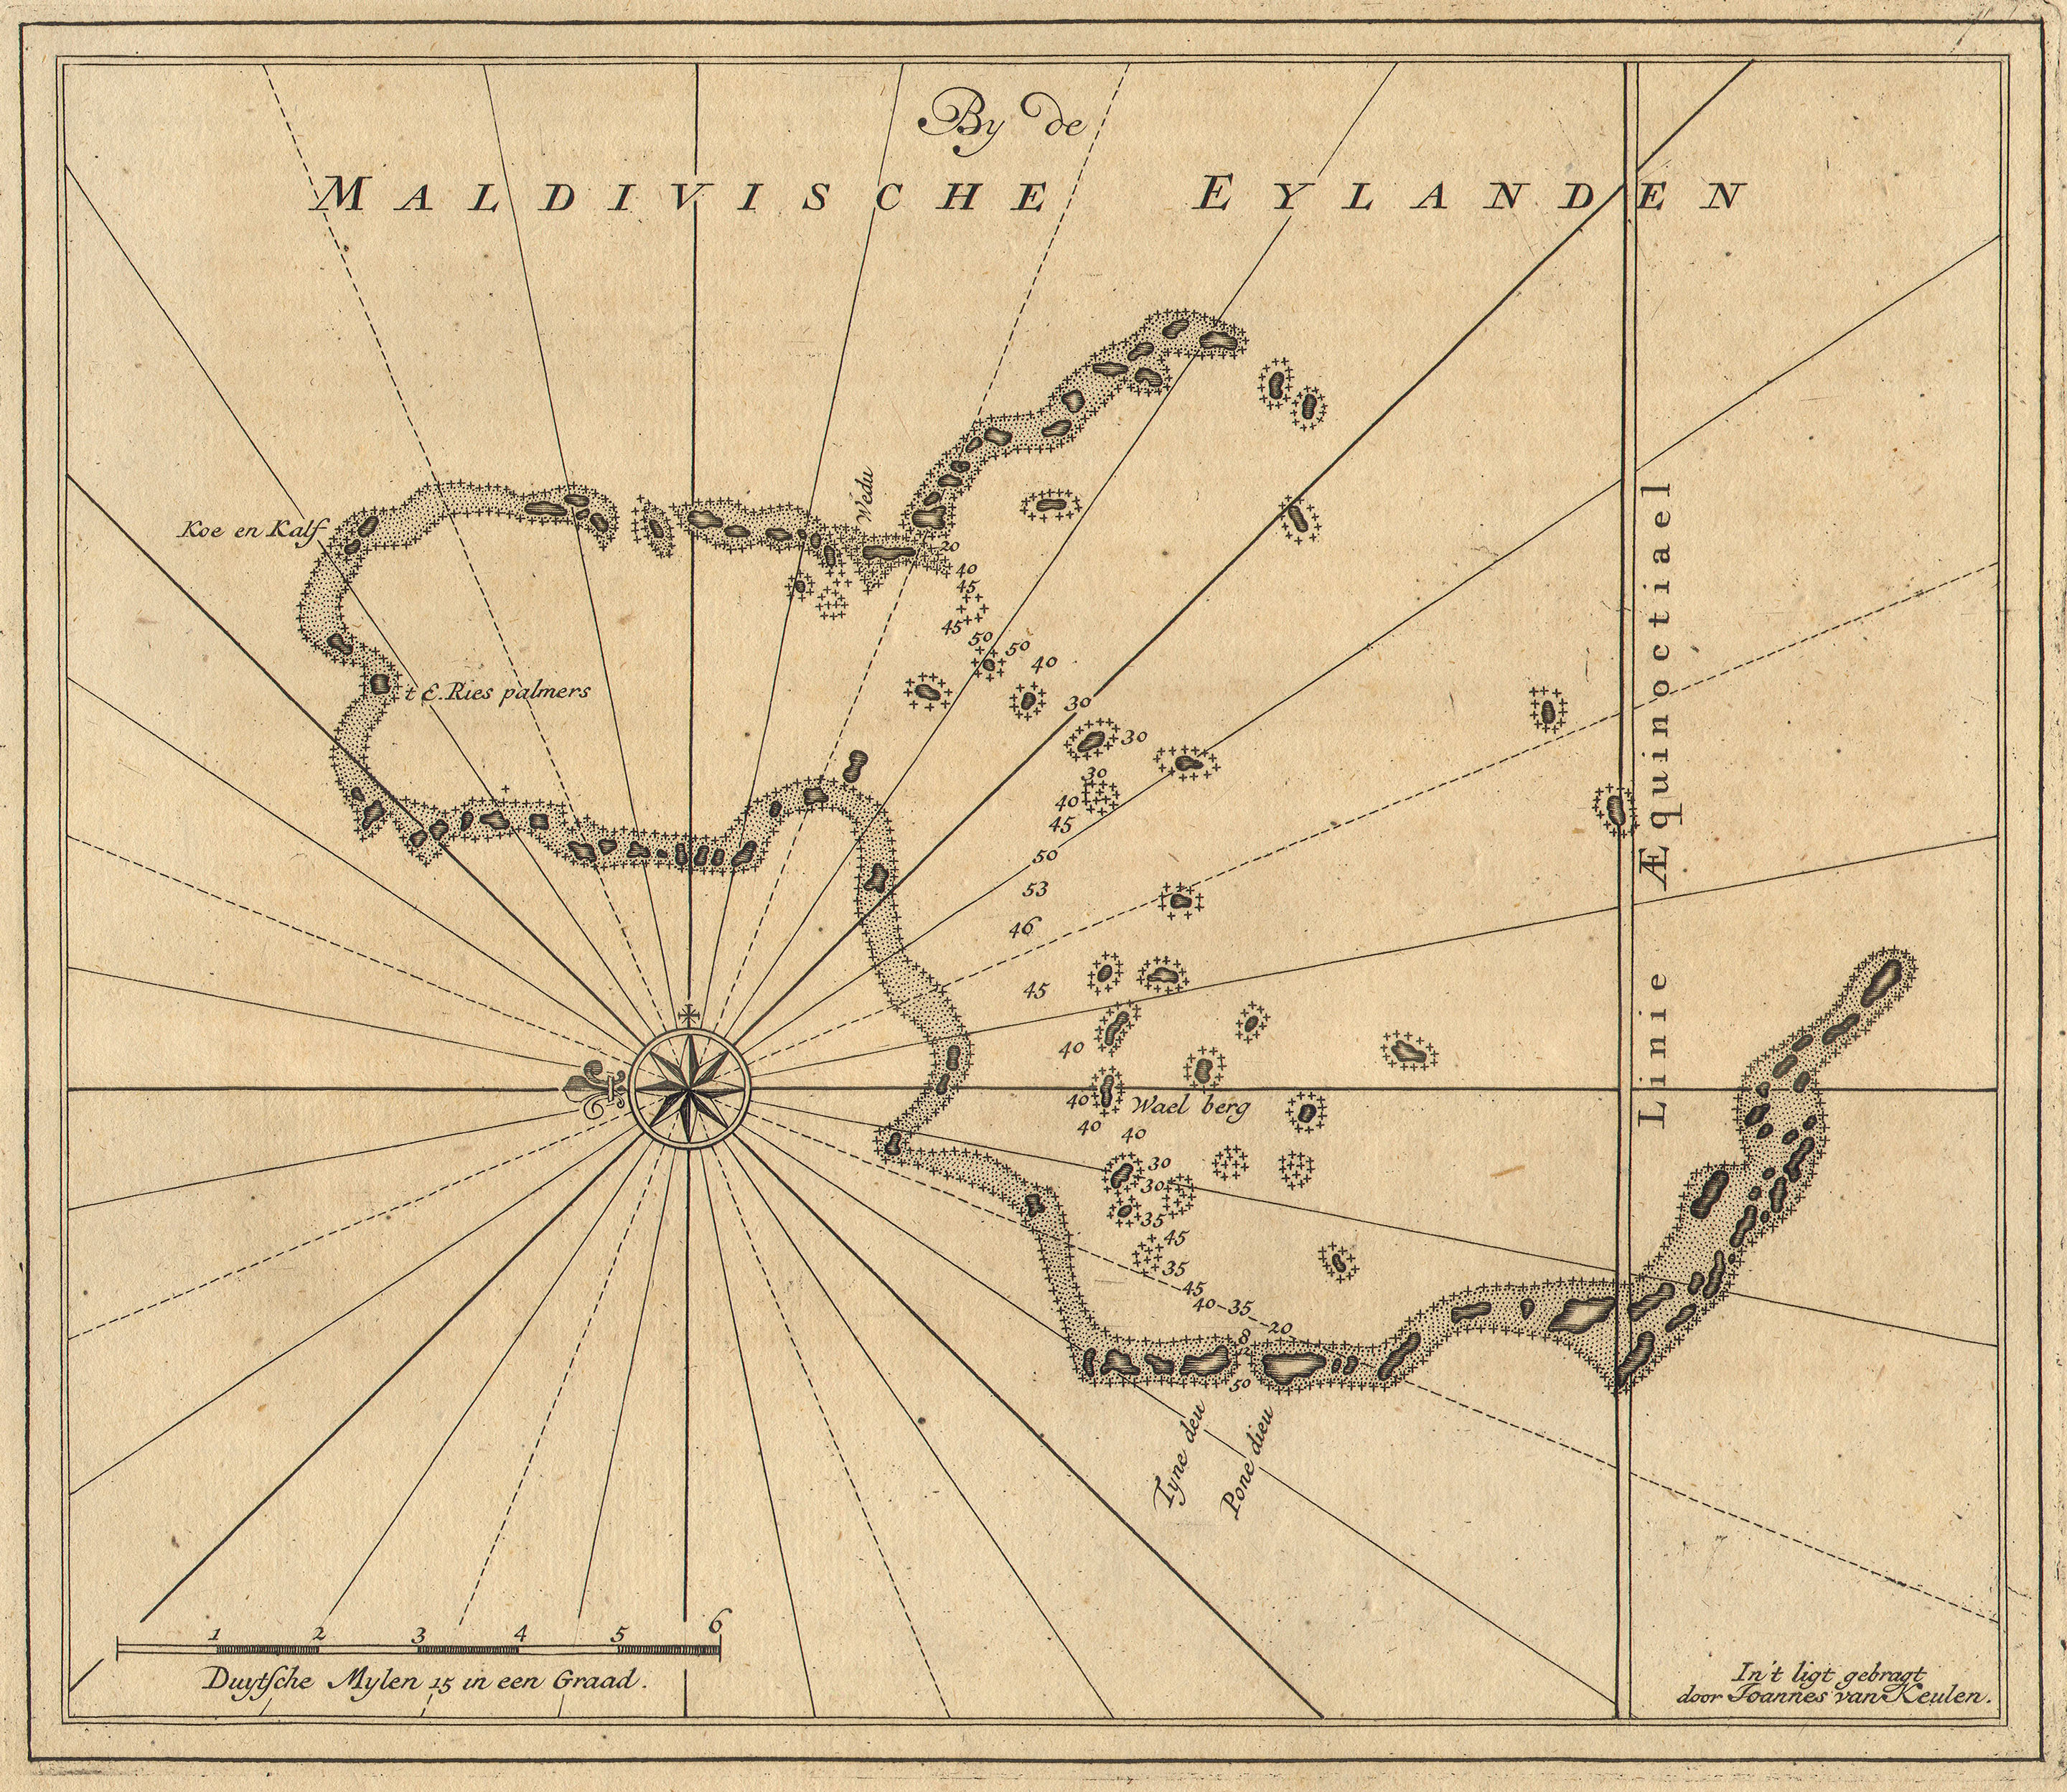 By de
MALDIVISCHE EYLANDEN
Wedu
Koe en Kalf
20
40
45
45
50
50
40
t E. Ries palmers
30
30
30
40
45
50
53
46
45
40
40
Wael berg
40
40
30
30
35
45
35
45
40-35
20
8
50
Tyne deu
Pone dieu
Linie Æquinoctiael
1 2 3 4 5 6
Duytsche Mylen 15 in een Graad.
In't ligt gebragt
door Joannes van Keulen.